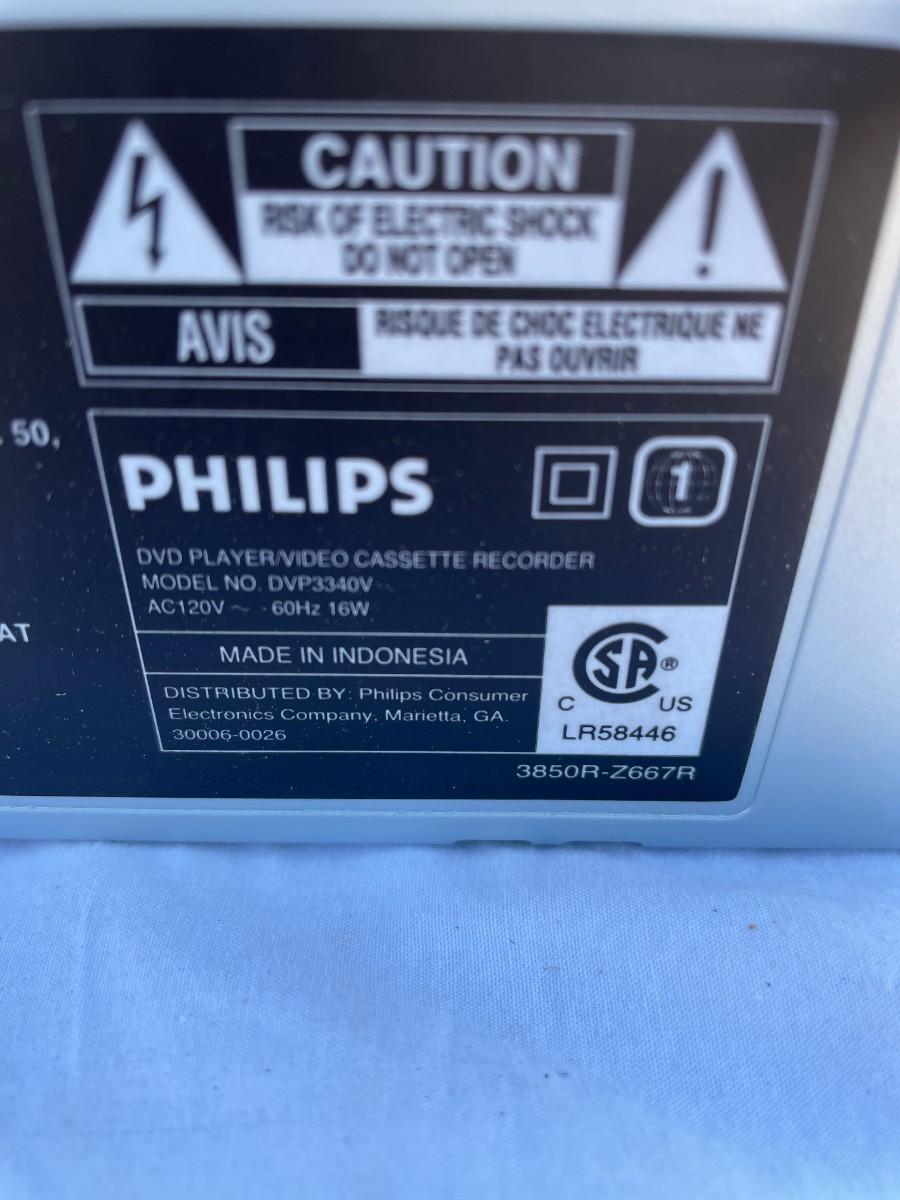 CAUTION
RISK OF ELECTRIC SHOCK
DO NOT OPEN
AVIS
RISQUE DE CHOC ELECTRIQUE NE
PAS OUVRIR
50,
AT
PHILIPS
1
DVD PLAYER/VIDEO CASSETTE RECORDER
MODEL NO. DVP3340V
AC120V ~ 60Hz 16W
MADE IN INDONESIA
DISTRIBUTED BY: Philips Consumer
Electronics Company. Marietta, GA.
30006-0026
CSA®
C US
LR58446
3850R-Z667R